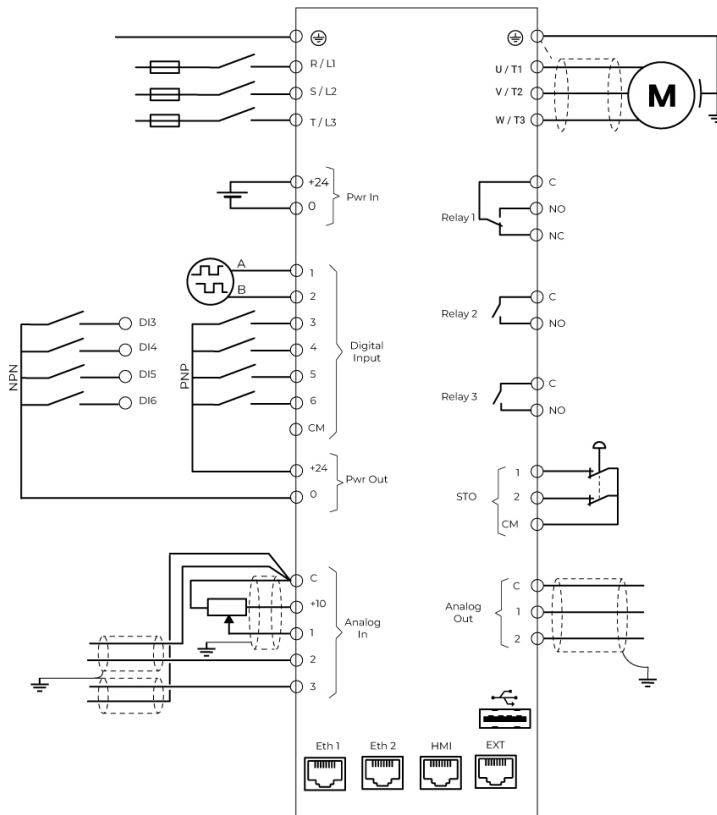 R / L1
S / L2
T / L3
U / T1
V / T2
W / T3
M
+24
0
Pwr In
C
NO
NC
Relay 1
A
B
1
2
3
4
5
6
CM
Digital
Input
NPN
DI3
DI4
DI5
DI6
PNP
C
NO
Relay 2
C
NO
Relay 3
+24
0
Pwr Out
1
2
CM
STO
C
+10
1
2
3
Analog
In
C
1
2
Analog
Out
Eth 1
Eth 2
HMI
EXT